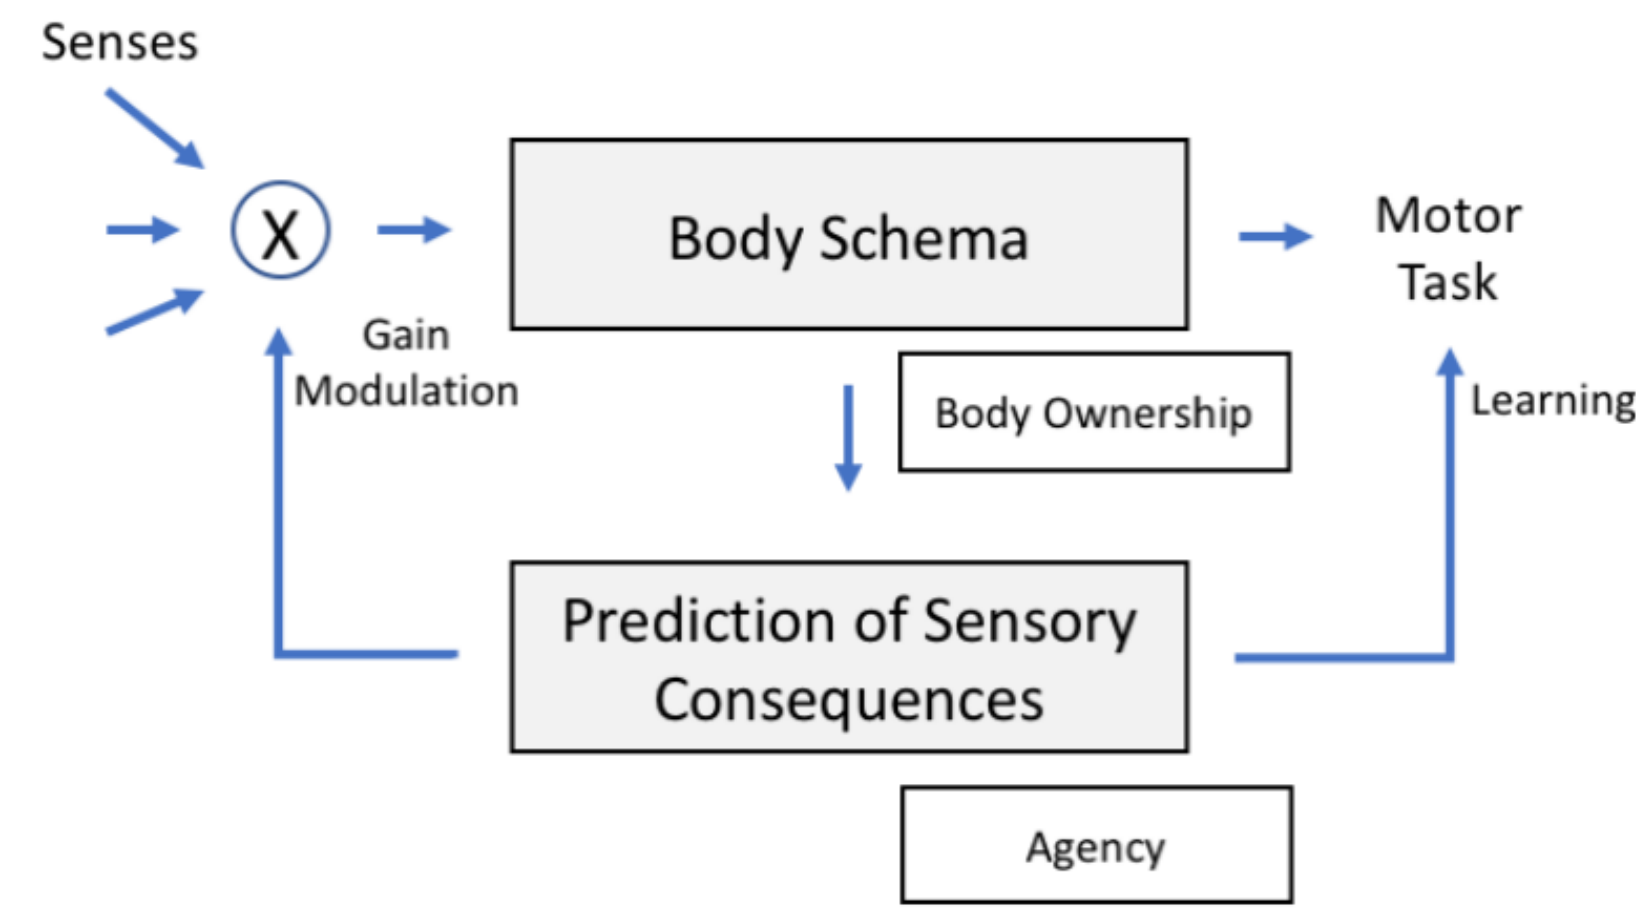 Senses
X
Body Schema
Motor
Task
Gain
Modulation
Body Ownership
Learning
Prediction of Sensory
Consequences
Agency